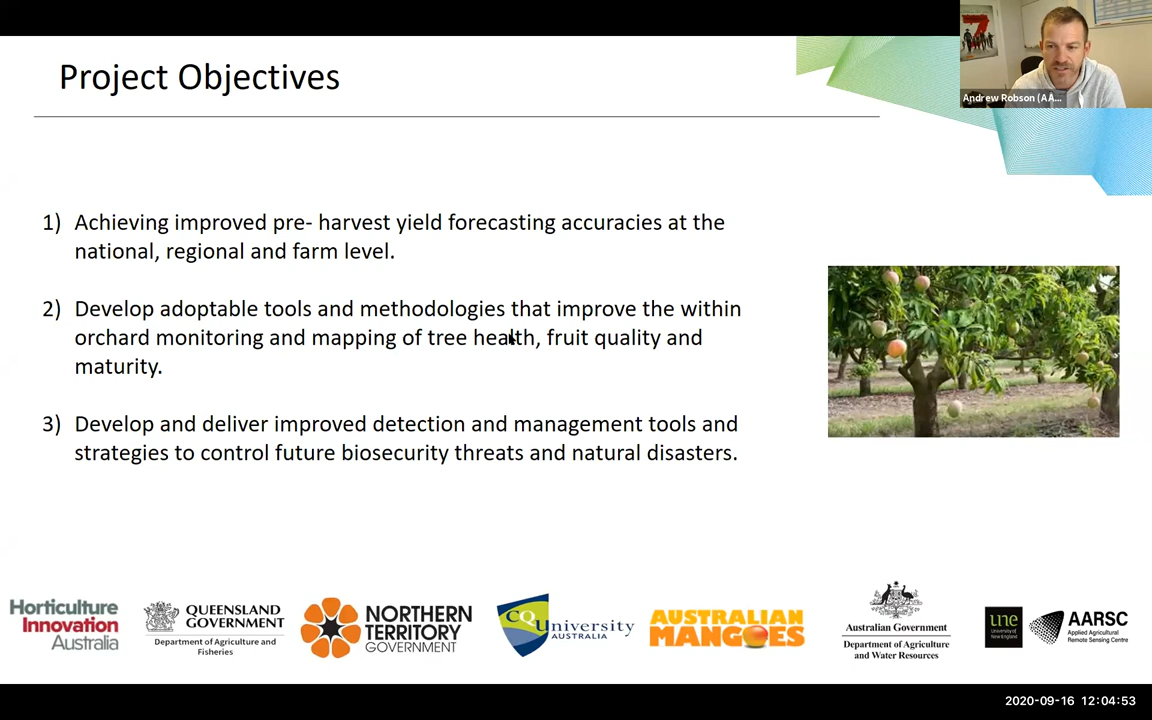 Project Objectives
Andrew Robson (AA...
1) Achieving improved pre- harvest yield forecasting accuracies at the
national, regional and farm level.
2) Develop adoptable tools and methodologies that improve the within
orchard monitoring and mapping of tree health, fruit quality and
maturity.
3) Develop and deliver improved detection and management tools and
strategies to control future biosecurity threats and natural disasters.
Horticulture
Innovation
Australia
QUEENSLAND
GOVERNMENT
Department of Agriculture and
Fisheries
NORTHERN
TERRITORY
GOVERNMENT
CQUniversity
AUSTRALIA
AUSTRALIAN
MANGOES
Australian Government
Department of Agriculture
and Water Resources
une
University of
New England
AARSC
Applied Agricultural
Remote Sensing Centre
2020-09-16 12:04:53